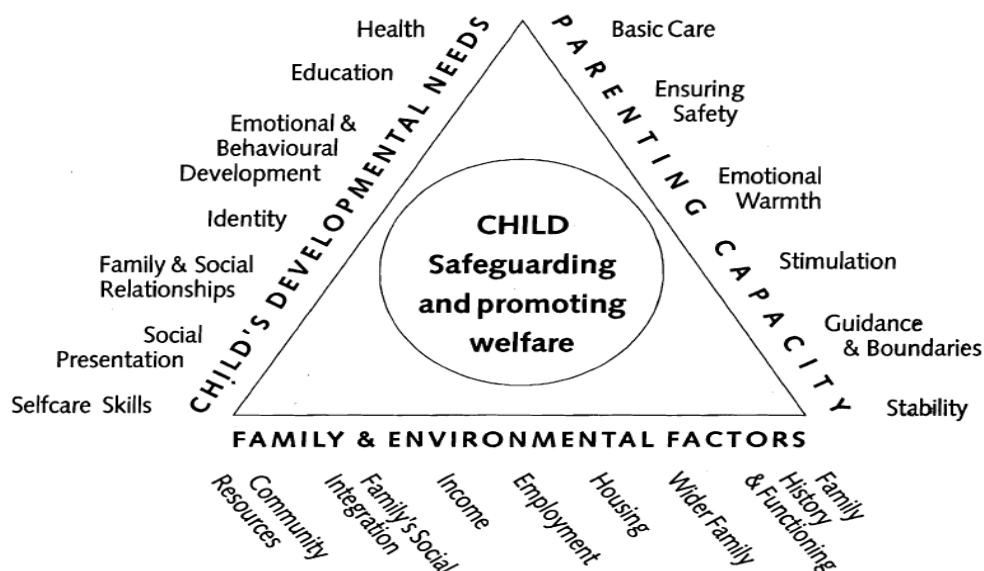 Health
Education
Emotional &
Behavioural
Development
Identity
Family & Social
Relationships
Social
Presentation
Selfcare Skills
CHILD'S DEVELOPMENTAL NEEDS
PARENTING CAPACITY
Basic Care
Ensuring
Safety
Emotional
Warmth
Stimulation
Guidance
& Boundaries
Stability
CHILD
Safeguarding
and promoting
welfare
FAMILY & ENVIRONMENTAL FACTORS
Community
Resources
Family's Social
Integration
Income
Employment
Housing
Wider Family
Family
History
& Functioning